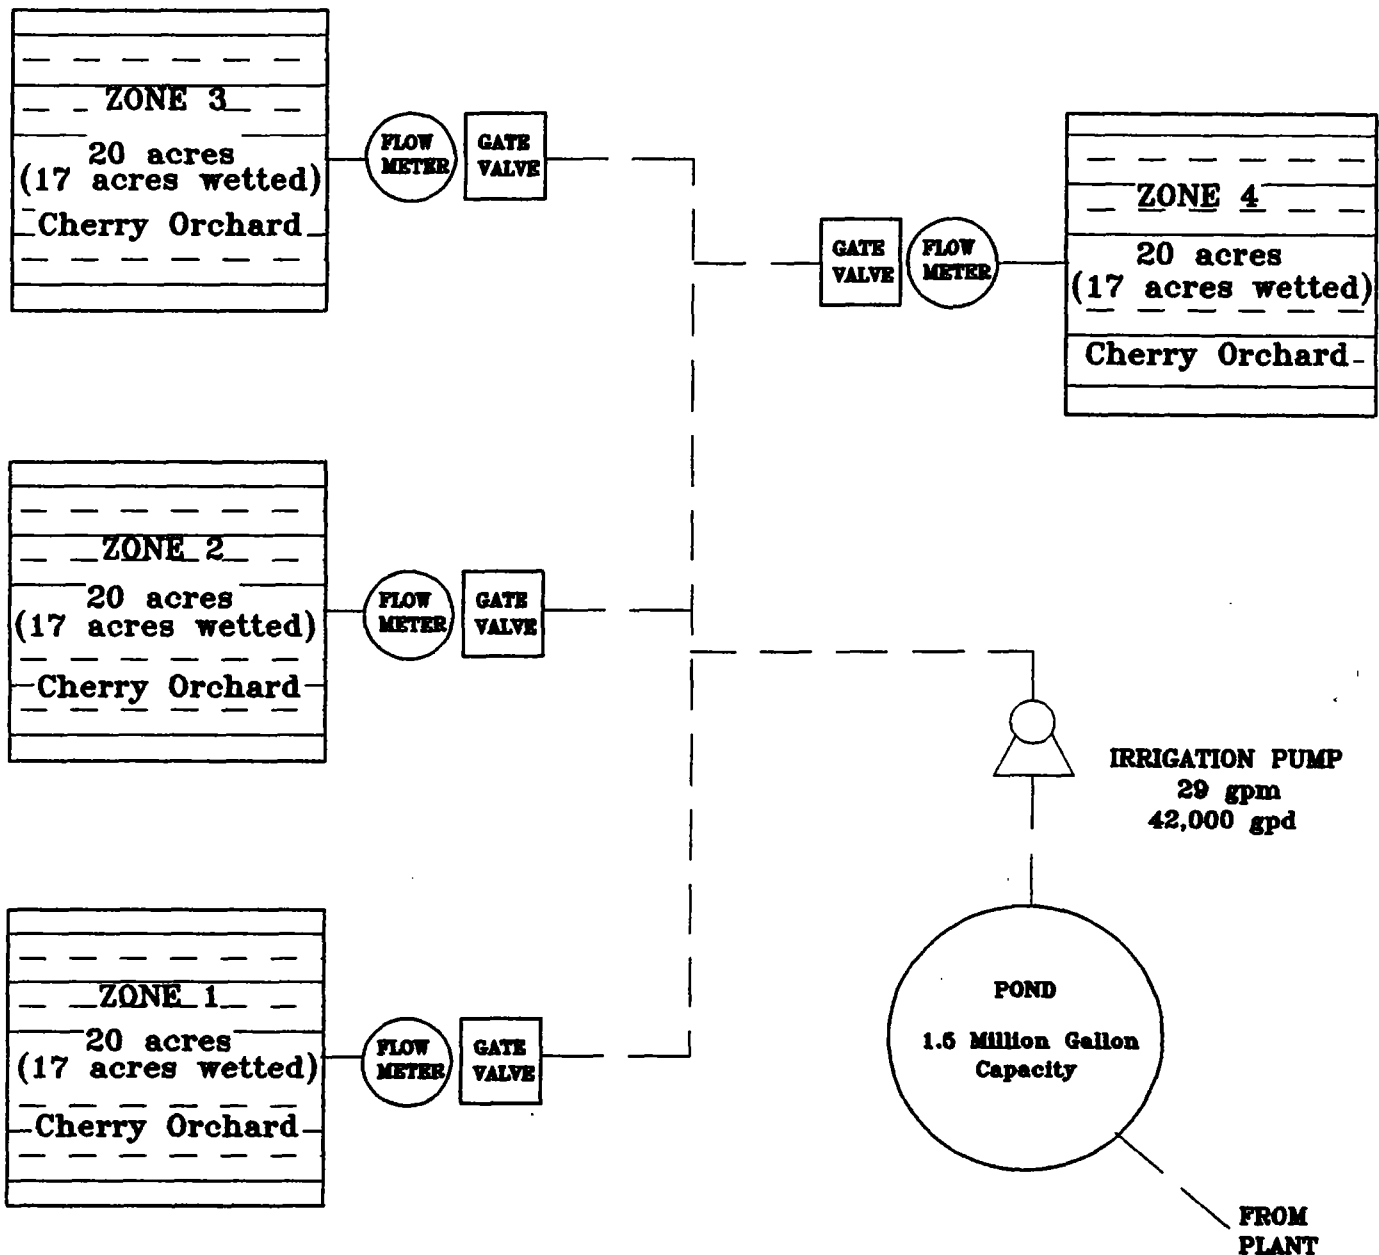 ZONE 3
20 acres
(17 acres wetted)
Cherry Orchard
FLOW
METER
GATE
VALVE
GATE
VALVE
FLOW
METER
ZONE 4
20 acres
(17 acres wetted)
Cherry Orchard
ZONE 2
20 acres
(17 acres wetted)
Cherry Orchard
FLOW
METER
GATE
VALVE
IRRIGATION PUMP
29 gpm
42,000 gpd
ZONE 1
20 acres
(17 acres wetted)
Cherry Orchard
FLOW
METER
GATE
VALVE
POND
1.5 Million Gallon
Capacity
FROM
PLANT